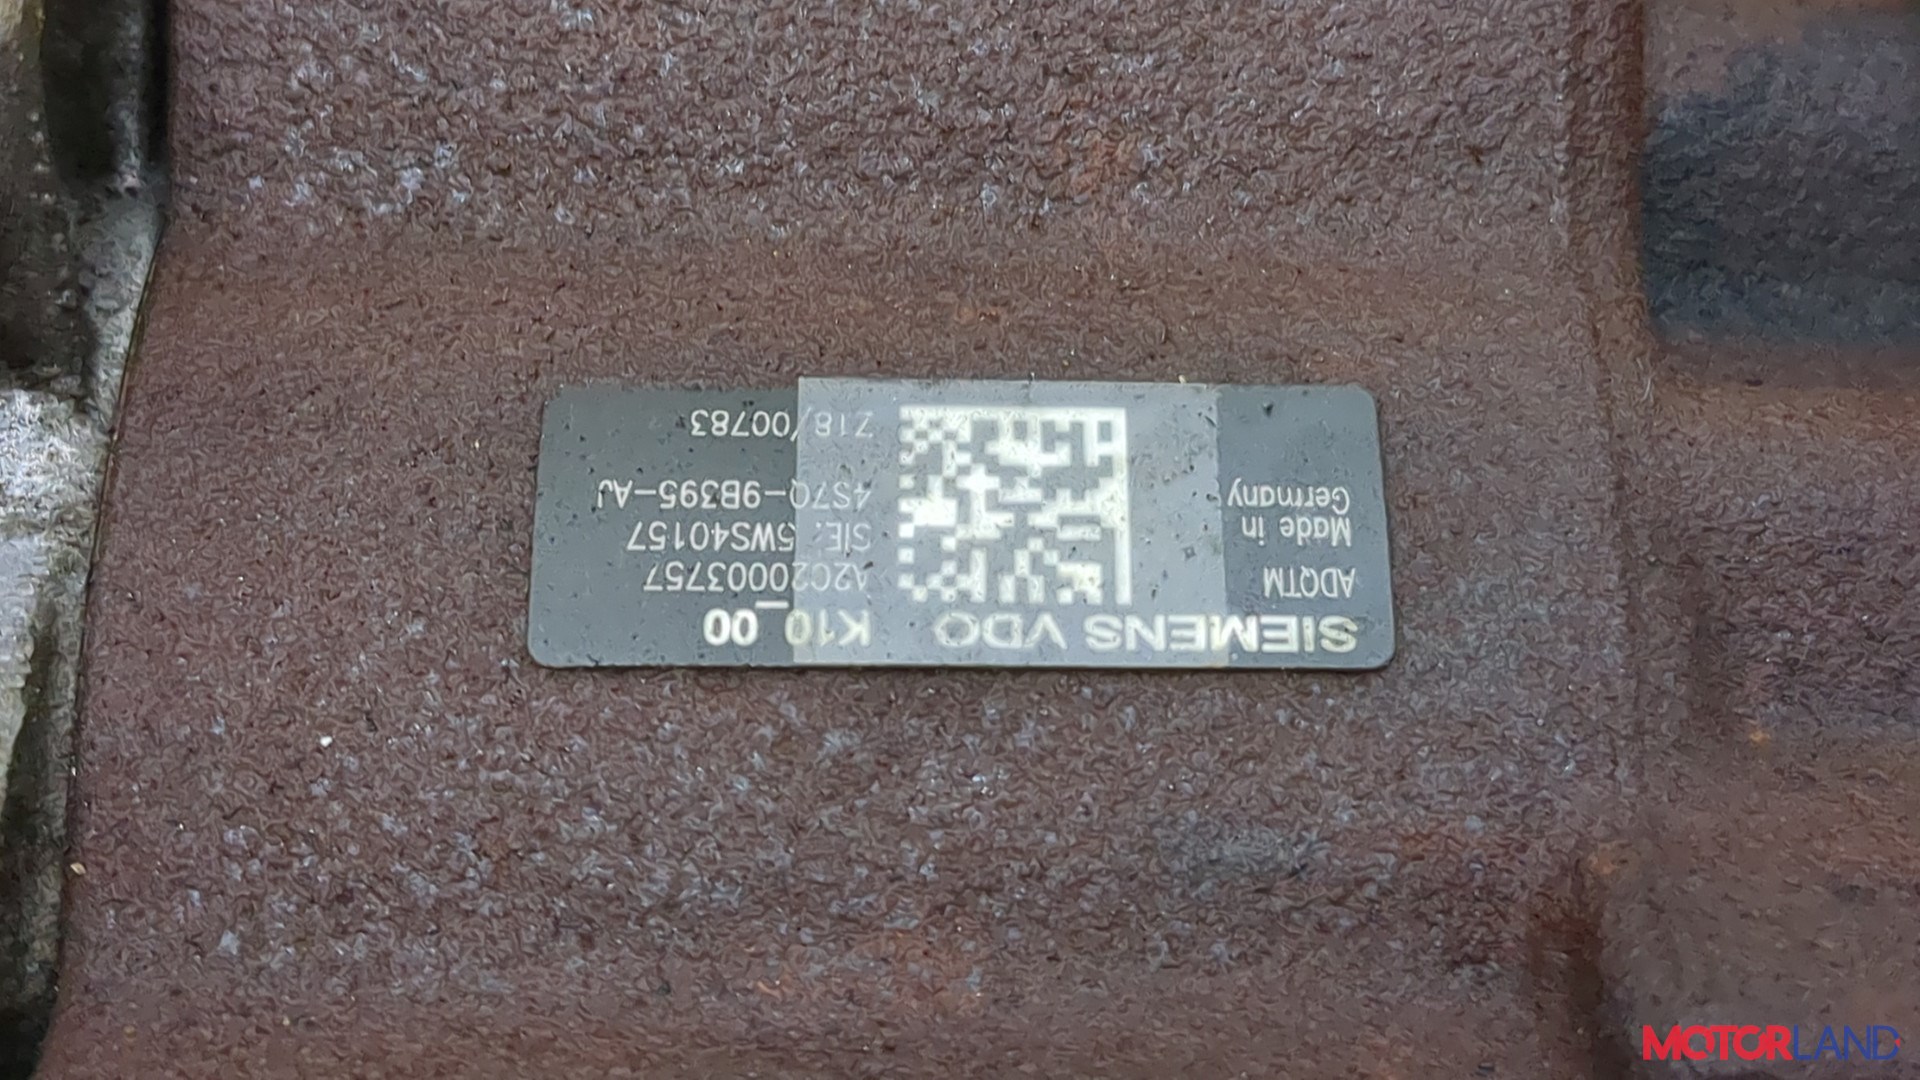 SIEMENS VDO K10_00
ADQTM A2C20003757
Made in SIE. 5WS40157
Germany 4S7Q-9B395-AJ
Z18/00783
MOTORLAND